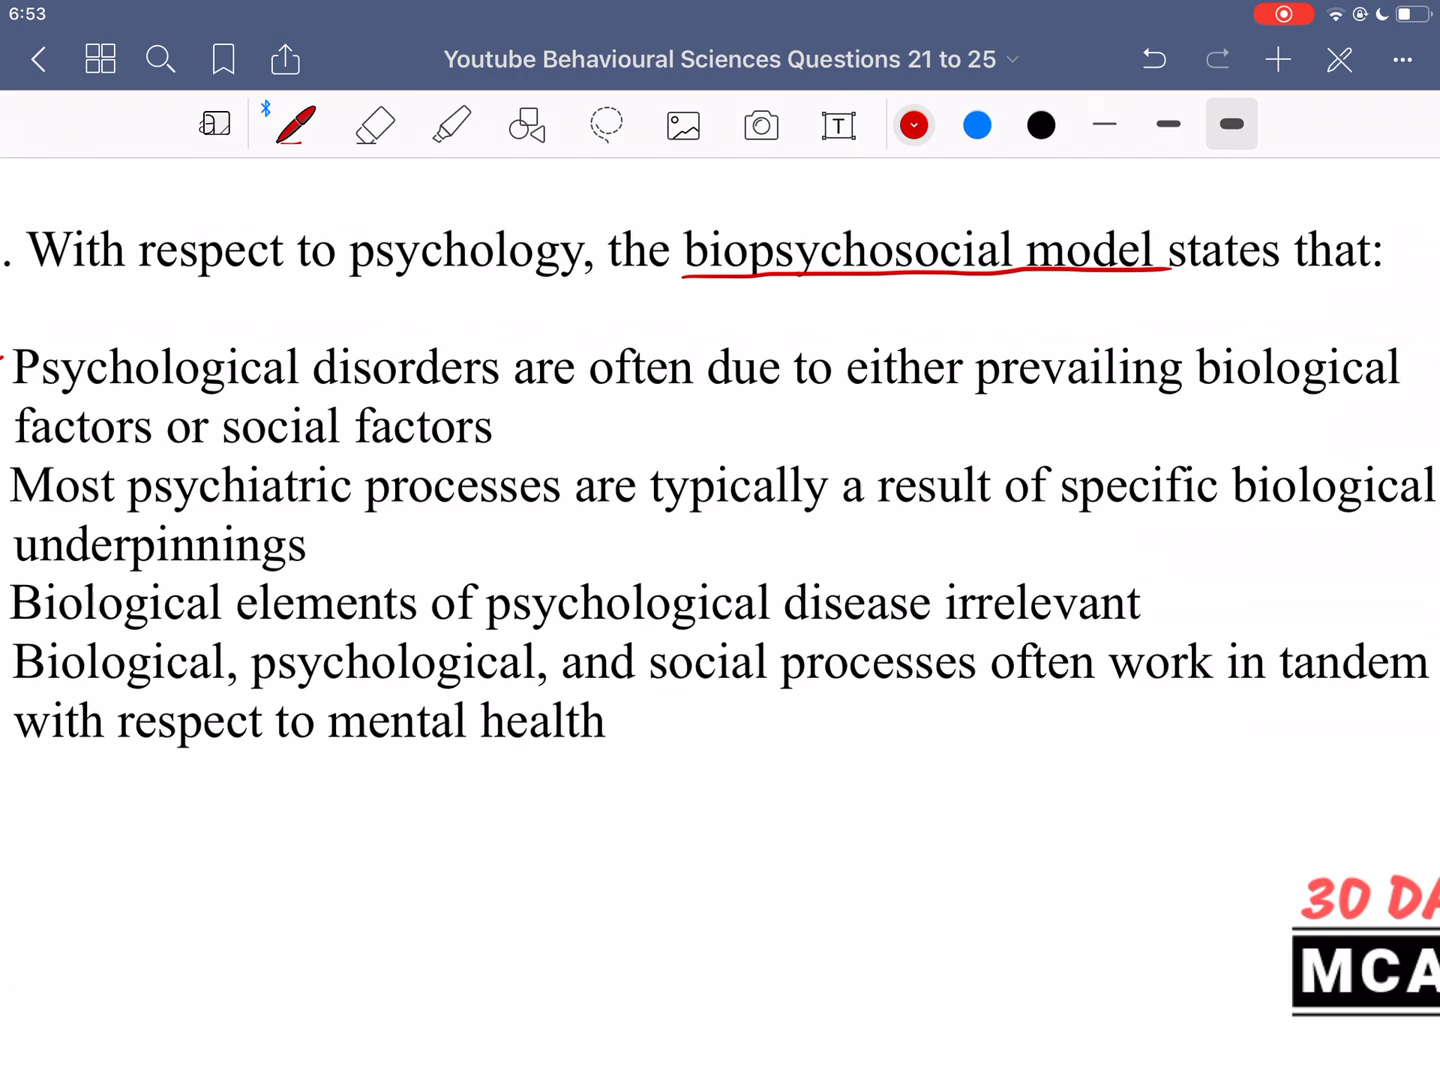 6:53
Youtube Behavioural Sciences Questions 21 to 25
T
. With respect to psychology, the biopsychosocial model states that:
Psychological disorders are often due to either prevailing biological
factors or social factors
Most psychiatric processes are typically a result of specific biological
underpinnings
Biological elements of psychological disease irrelevant
Biological, psychological, and social processes often work in tandem
with respect to mental health
30 DA
MCA